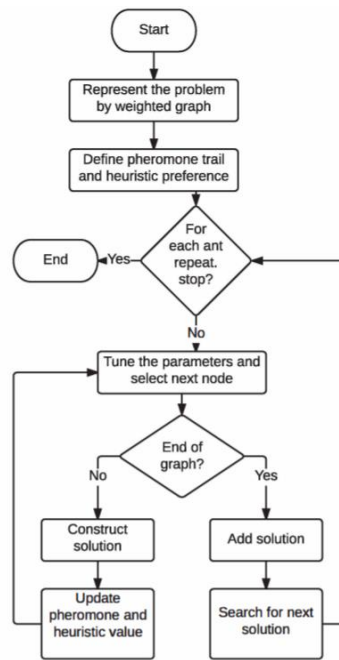 Start
Represent the problem
by weighted graph
Define pheromone trail
and heuristic preference
For
each ant
repeat.
stop?
Yes
End
No
Tune the parameters and
select next node
End of
graph?
No
Yes
Construct
solution
Add solution
Update
pheromone and
heuristic value
Search for next
solution